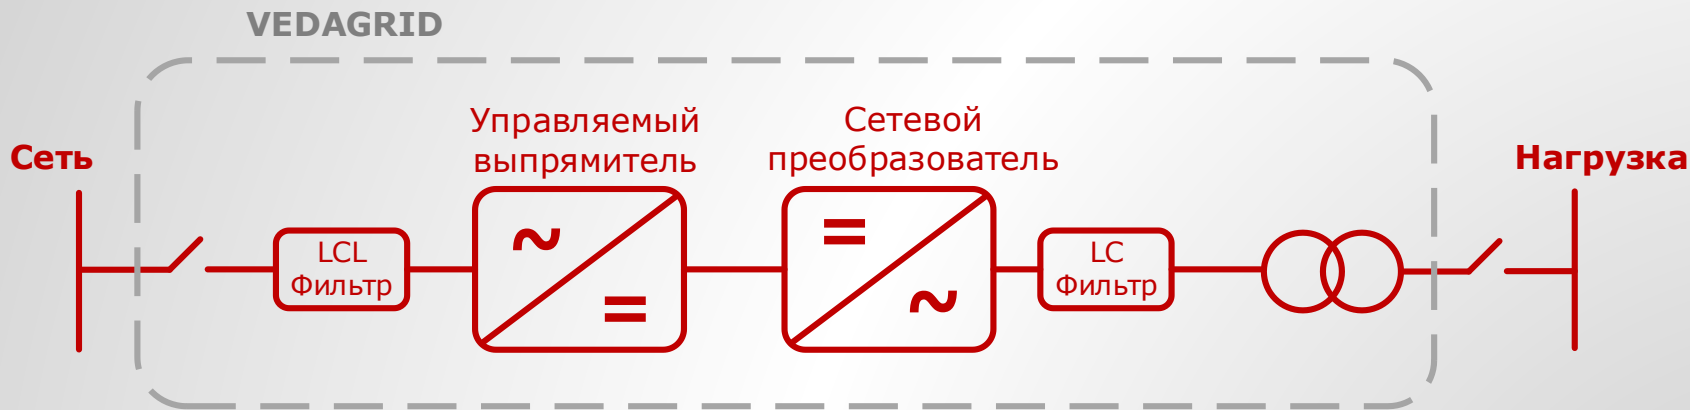 VEDAGRID
Сеть
Управляемый
выпрямитель
Сетевой
преобразователь
Нагрузка
LCL
Фильтр
~
=
=
~
LC
Фильтр